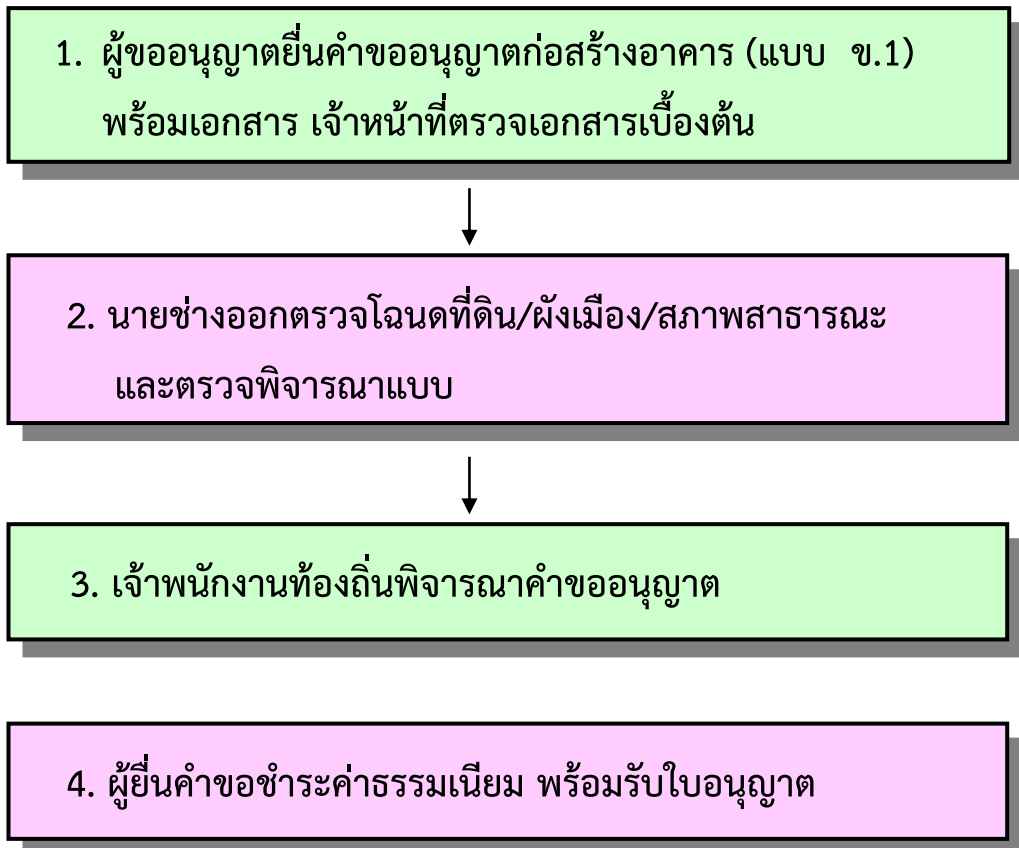 1. ผู้ขออนุญาตยื่นคำขออนุญาตก่อสร้างอาคาร (แบบ ข.1)
พร้อมเอกสาร เจ้าหน้าที่ตรวจเอกสารเบื้องต้น
2. นายช่างออกตรวจโฉนดที่ดิน/ผังเมือง/สภาพสาธารณะ
และตรวจพิจารณาแบบ
3. เจ้าพนักงานท้องถิ่นพิจารณาคำขออนุญาต
4. ผู้ยื่นคำขอชำระค่าธรรมเนียม พร้อมรับใบอนุญาต